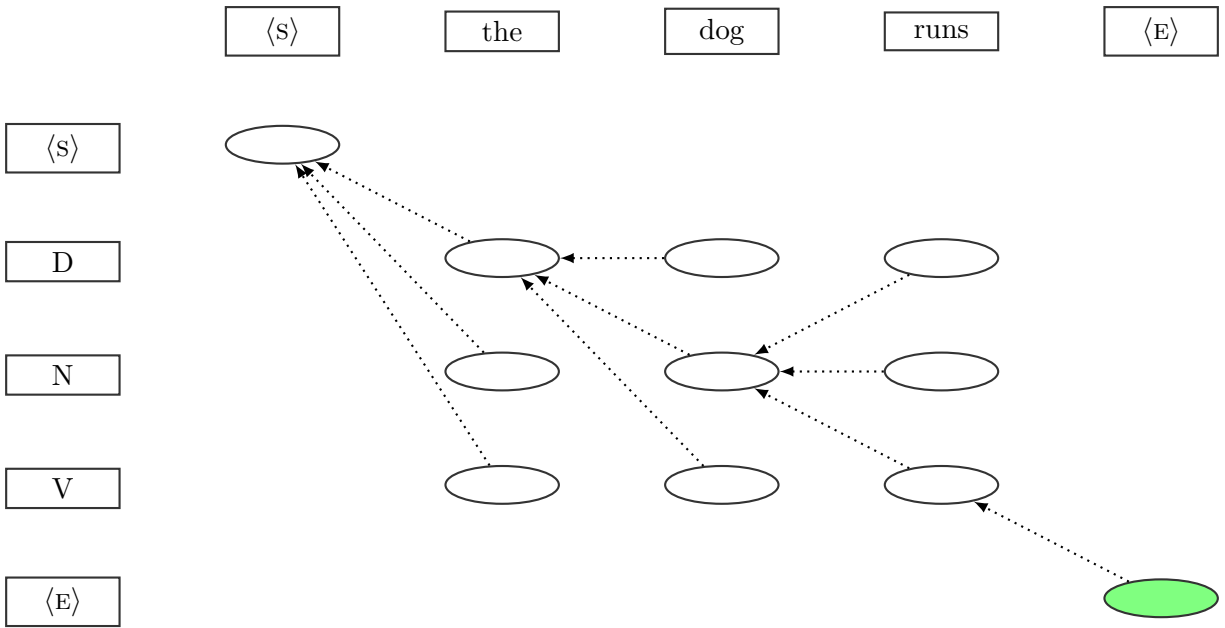 ⟨S⟩ the dog runs ⟨E⟩
⟨S⟩
D
N
V
⟨E⟩